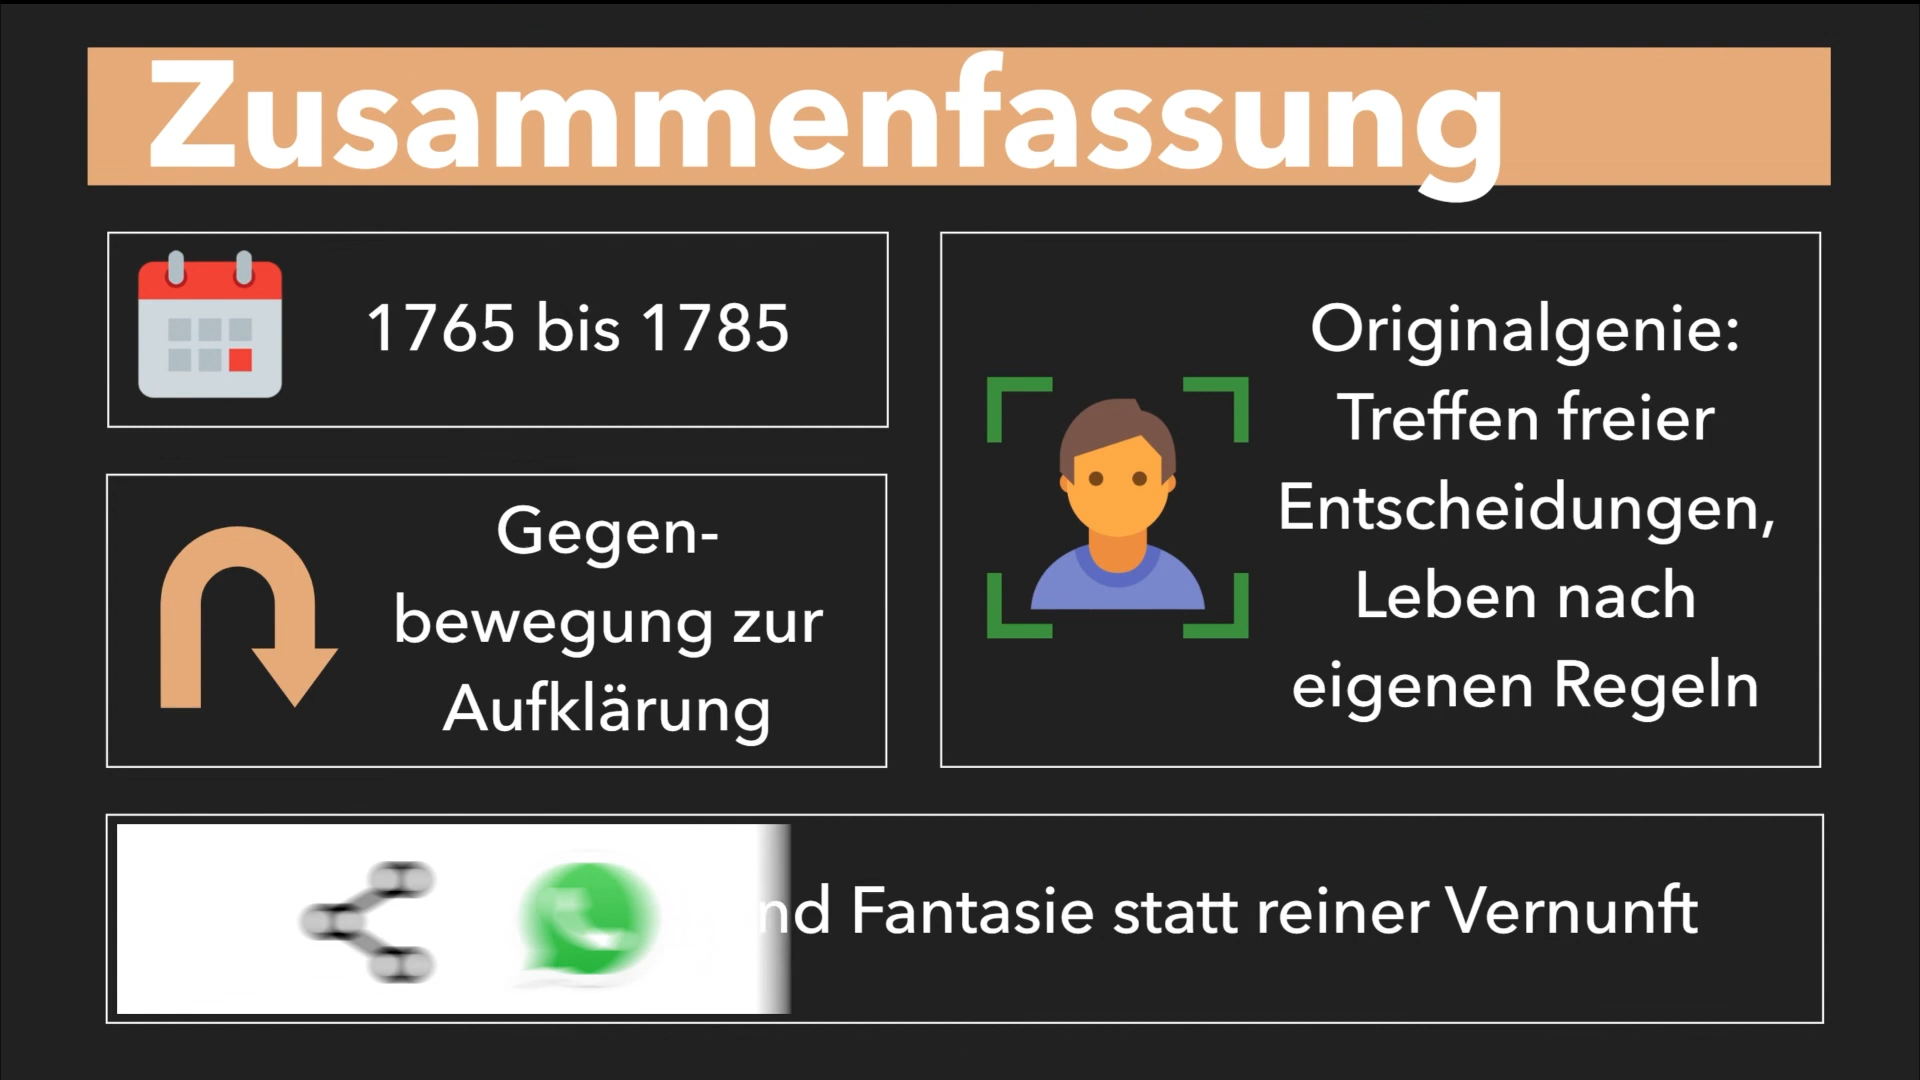 Zusammenfassung
1765 bis 1785
Gegen-
bewegung zur
Aufklärung
Originalgenie:
Treffen freier
Entscheidungen,
Leben nach
eigenen Regeln
Fantasie statt reiner Vernunft